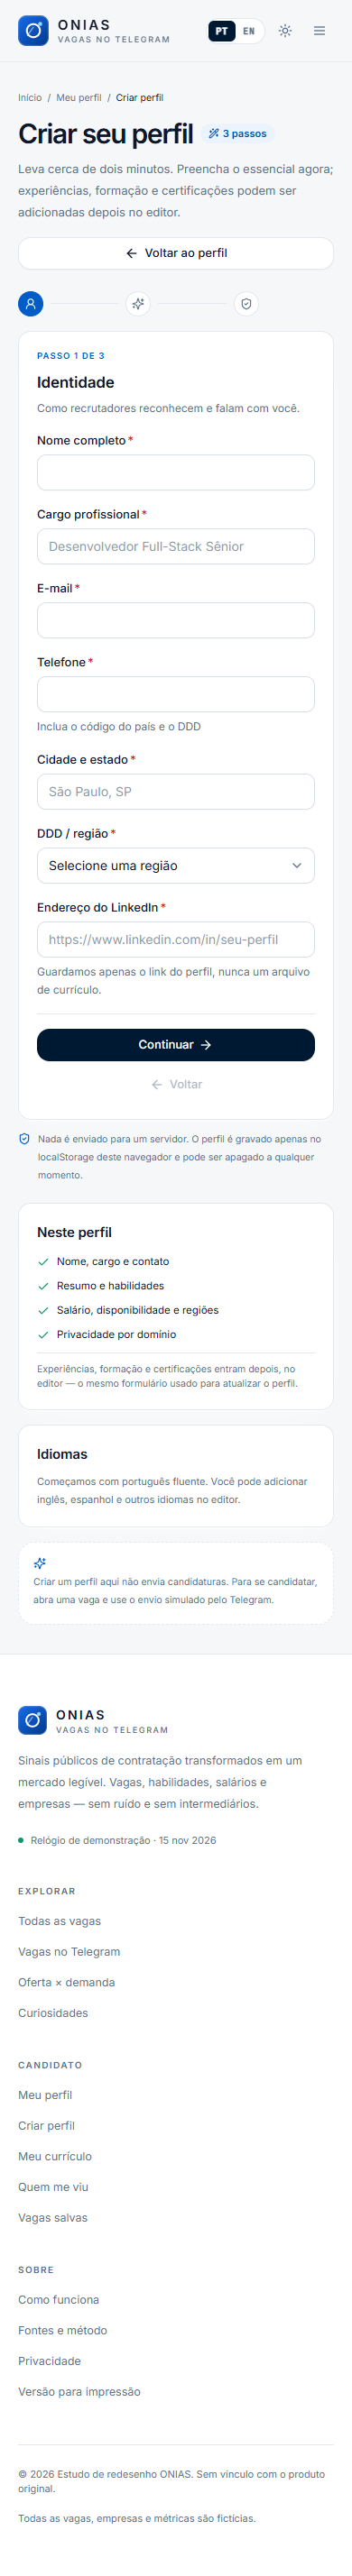 ONIAS
VAGAS NO TELEGRAM
PT EN
Início / Meu perfil / Criar perfil
Criar seu perfil
3 passos
Leva cerca de dois minutos. Preencha o essencial agora;
experiências, formação e certificações podem ser
adicionadas depois no editor.
Voltar ao perfil
PASSO 1 DE 3
Identidade
Como recrutadores reconhecem e falam com você.
Nome completo *
Cargo profissional *
Desenvolvedor Full-Stack Sênior
E-mail *
Telefone *
Inclua o código do país e o DDD
Cidade e estado *
São Paulo, SP
DDD / região *
Selecione uma região
Endereço do LinkedIn *
https://www.linkedin.com/in/seu-perfil
Guardamos apenas o link do perfil, nunca um arquivo
de currículo.
Continuar
Voltar
Nada é enviado para um servidor. O perfil é gravado apenas no
localStorage deste navegador e pode ser apagado a qualquer
momento.
Neste perfil
Nome, cargo e contato
Resumo e habilidades
Salário, disponibilidade e regiões
Privacidade por domínio
Experiências, formação e certificações entram depois, no
editor — o mesmo formulário usado para atualizar o perfil.
Idiomas
Começamos com português fluente. Você pode adicionar
inglês, espanhol e outros idiomas no editor.
Criar um perfil aqui não envia candidaturas. Para se candidatar,
abra uma vaga e use o envio simulado pelo Telegram.
ONIAS
VAGAS NO TELEGRAM
Sinais públicos de contratação transformados em um
mercado legível. Vagas, habilidades, salários e
empresas — sem ruído e sem intermediários.
Relógio de demonstração · 15 nov 2026
EXPLORAR
Todas as vagas
Vagas no Telegram
Oferta × demanda
Curiosidades
CANDIDATO
Meu perfil
Criar perfil
Meu currículo
Quem me viu
Vagas salvas
SOBRE
Como funciona
Fontes e método
Privacidade
Versão para impressão
© 2026 Estudo de redesenho ONIAS. Sem vínculo com o produto
original.
Todas as vagas, empresas e métricas são fictícias.